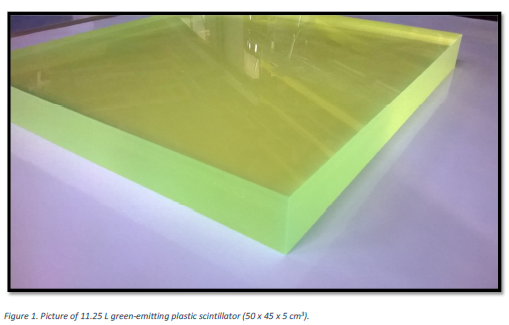 Figure 1. Picture of 11.25 L green-emitting plastic scintillator (50 x 45 x 5 cm³).